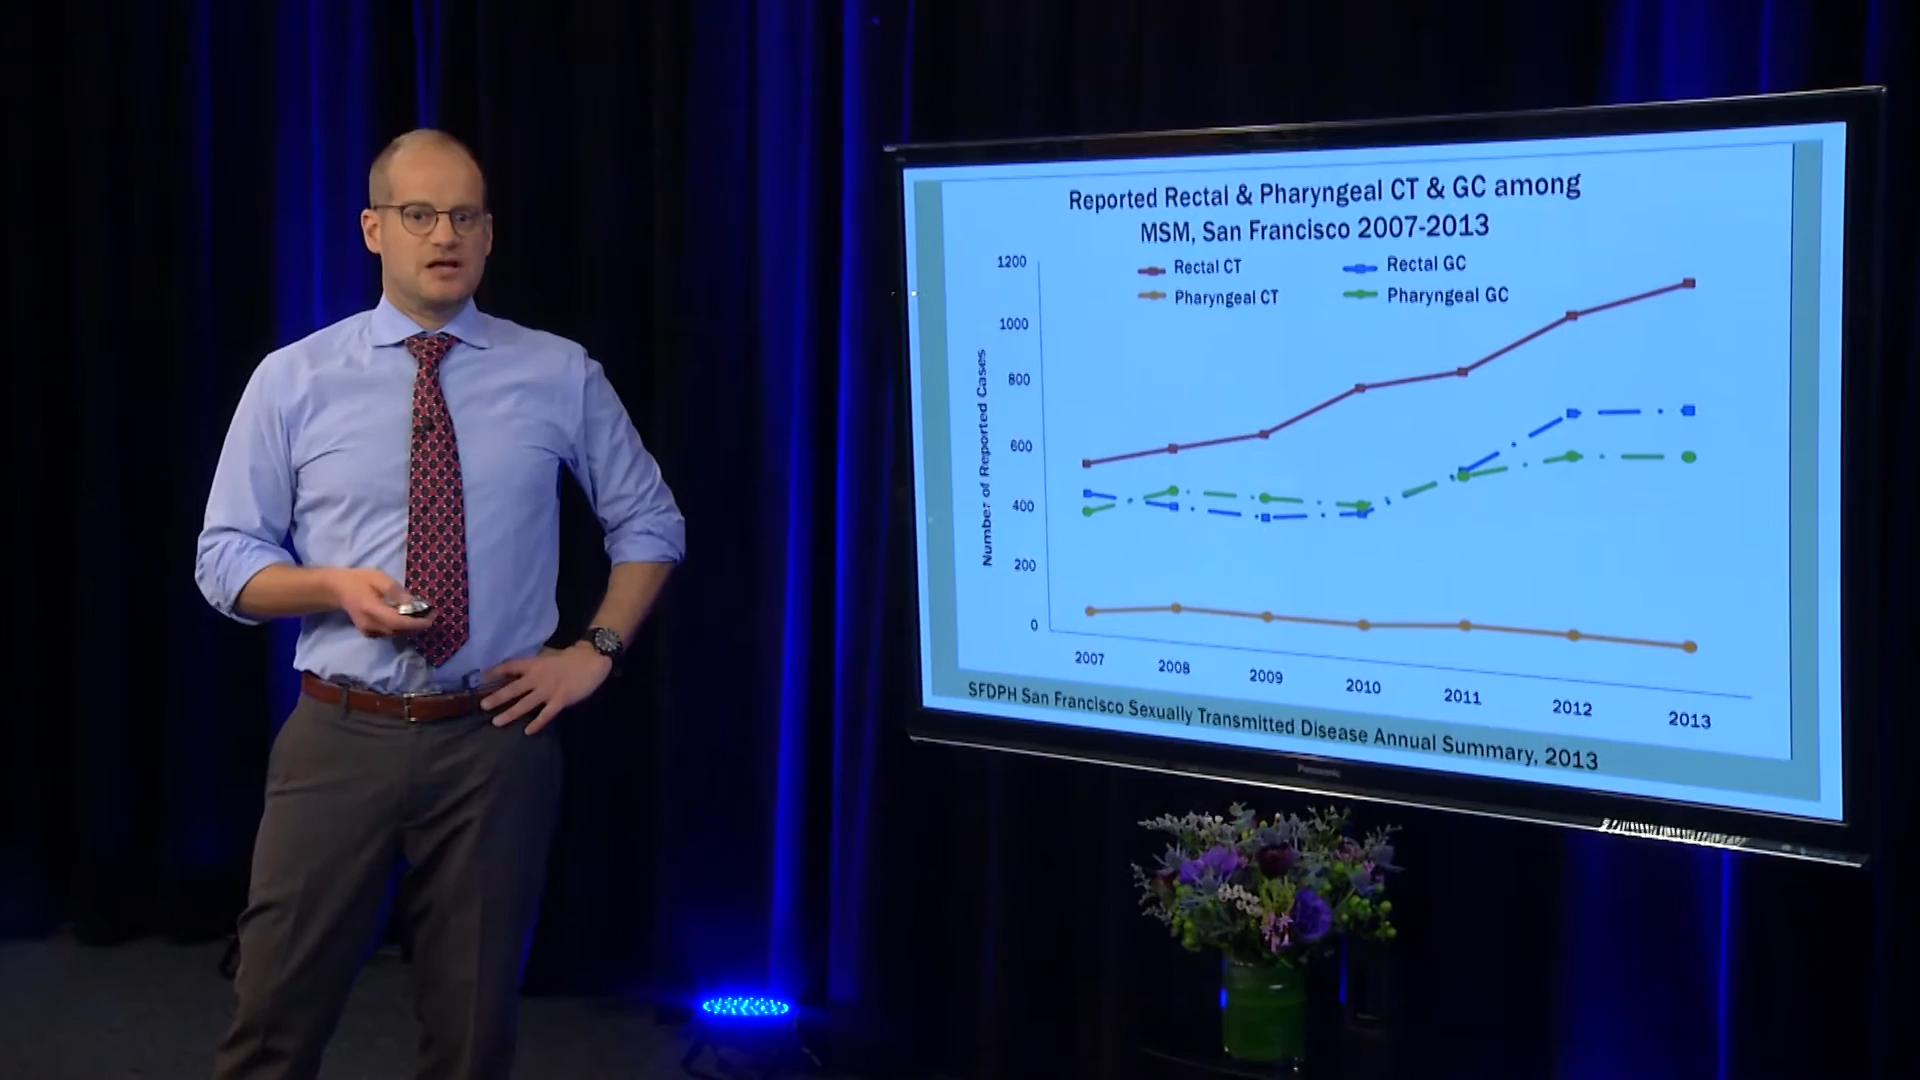 Reported Rectal & Pharyngeal CT & GC among
MSM, San Francisco 2007-2013
Rectal CT
Rectal GC
Pharyngeal CT
Pharyngeal GC
Number of Reported Cases
1200
1000
800
600
400
200
0
2007
2008
2009
2010
2011
2012
2013
SFDPH San Francisco Sexually Transmitted Disease Annual Summary, 2013
Panasonic